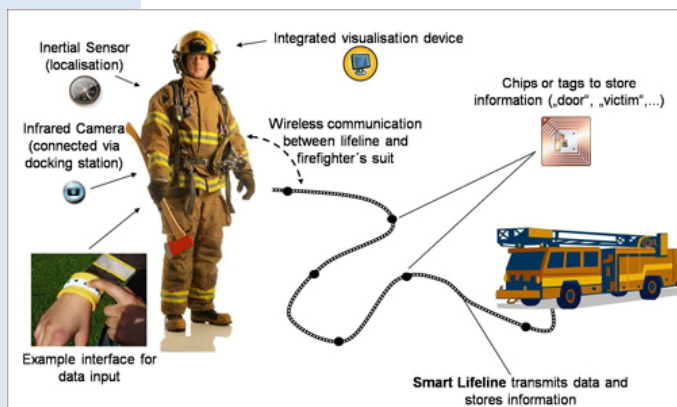 Inertial Sensor
(localisation)
Integrated visualisation device
Chips or tags to store
information („door“, „victim“,...)
Infrared Camera
(connected via
docking station)
Wireless communication
between lifeline and
firefighter´s suit
Example interface for
data input
Smart Lifeline transmits data and
stores information